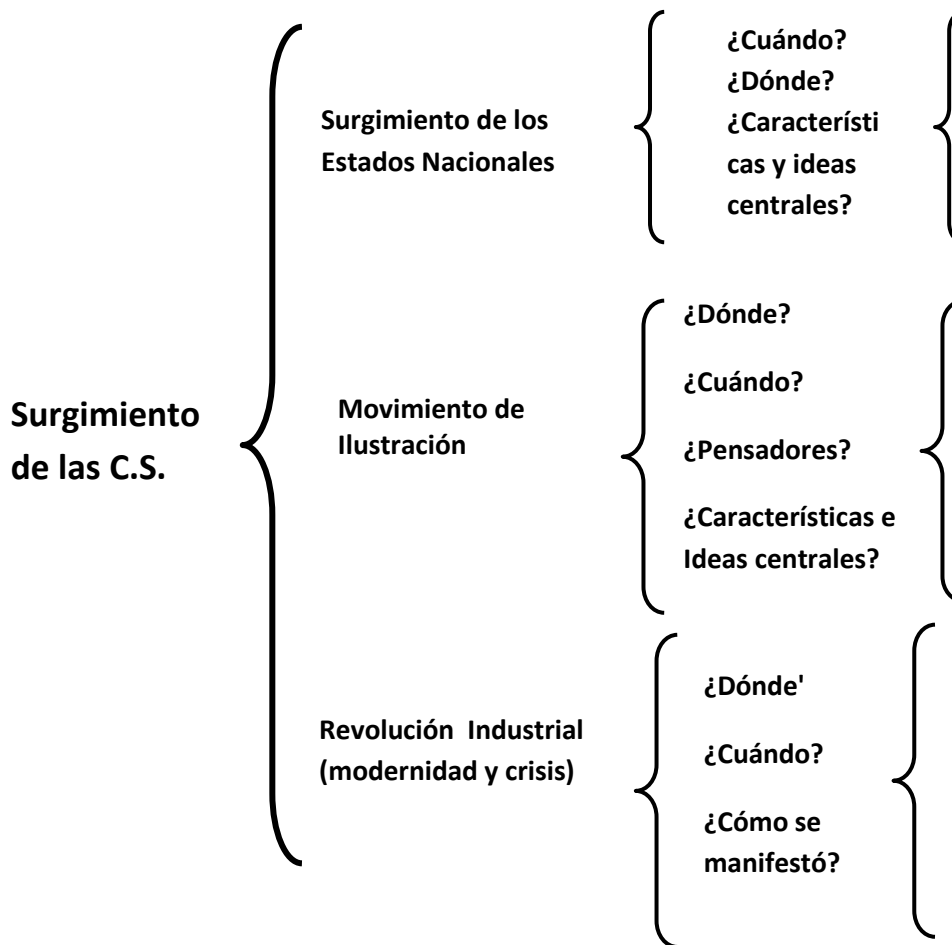 Surgimiento
de las C.S.
Surgimiento de los
Estados Nacionales
¿Cuándo?
¿Dónde?
¿Característi
cas y ideas
centrales?
Movimiento de
Ilustración
¿Dónde?
¿Cuándo?
¿Pensadores?
¿Características e
Ideas centrales?
Revolución Industrial
(modernidad y crisis)
¿Dónde'
¿Cuándo?
¿Cómo se
manifestó?